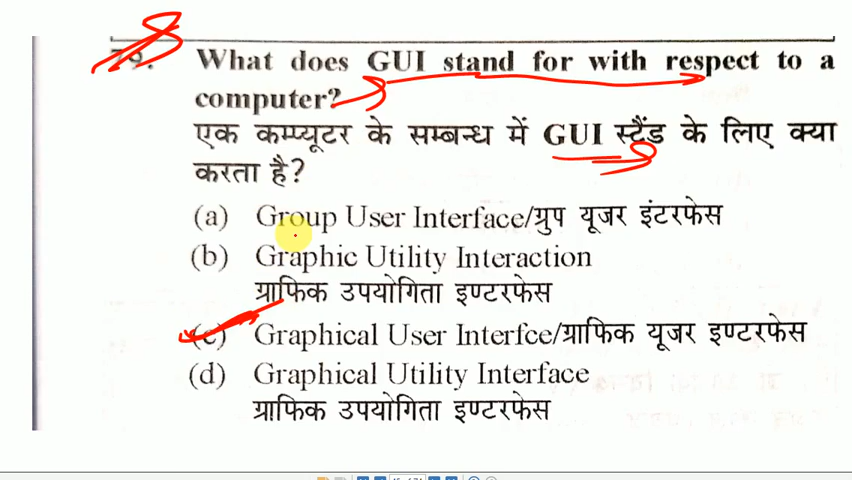 79. What does GUI stand for with respect to a
computer?
एक कम्प्यूटर के सम्बन्ध में GUI स्टैंड के लिए क्या
करता है?
(a) Group User Interface/ग्रुप यूजर इंटरफेस
(b) Graphic Utility Interaction
ग्राफिक उपयोगिता इण्टरफेस
(c) Graphical User Interfce/ग्राफिक यूजर इण्टरफेस
(d) Graphical Utility Interface
ग्राफिक उपयोगिता इण्टरफेस